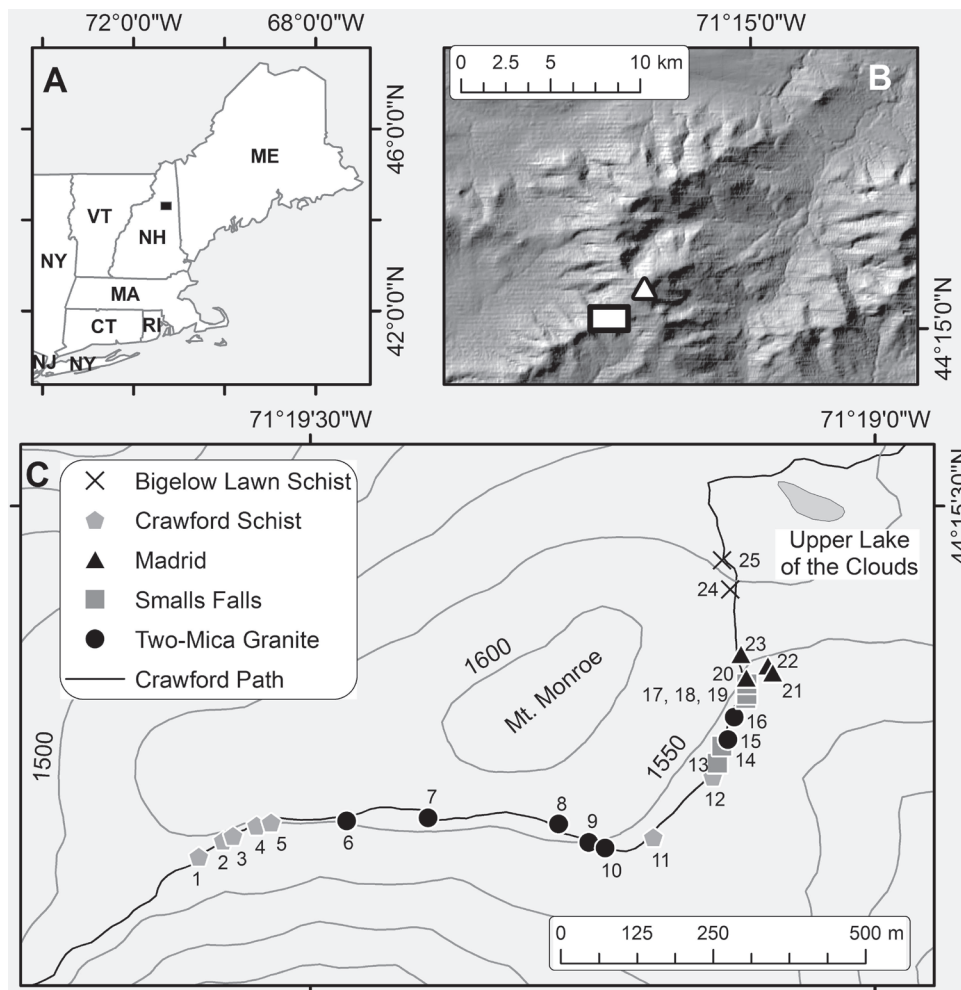 72°0'0"W 68°0'0"W
A
46°0'0"N
ME
VT
NH
NY
MA
CT RI
42°0'0"N
NJ NY
71°15'0"W
0 2.5 5 10 km
B
44°15'0"N
71°19'30"W 71°19'0"W
C
44°15'30"N
Bigelow Lawn Schist
Crawford Schist
Madrid
Smalls Falls
Two-Mica Granite
Crawford Path
Upper Lake
of the Clouds
25
24
23
22
20
21
17, 18, 19
16
15
14
13
12
1600
Mt. Monroe
1550
1500
7
8
9
6
10
11
5
4
3
2
1
0 125 250 500 m